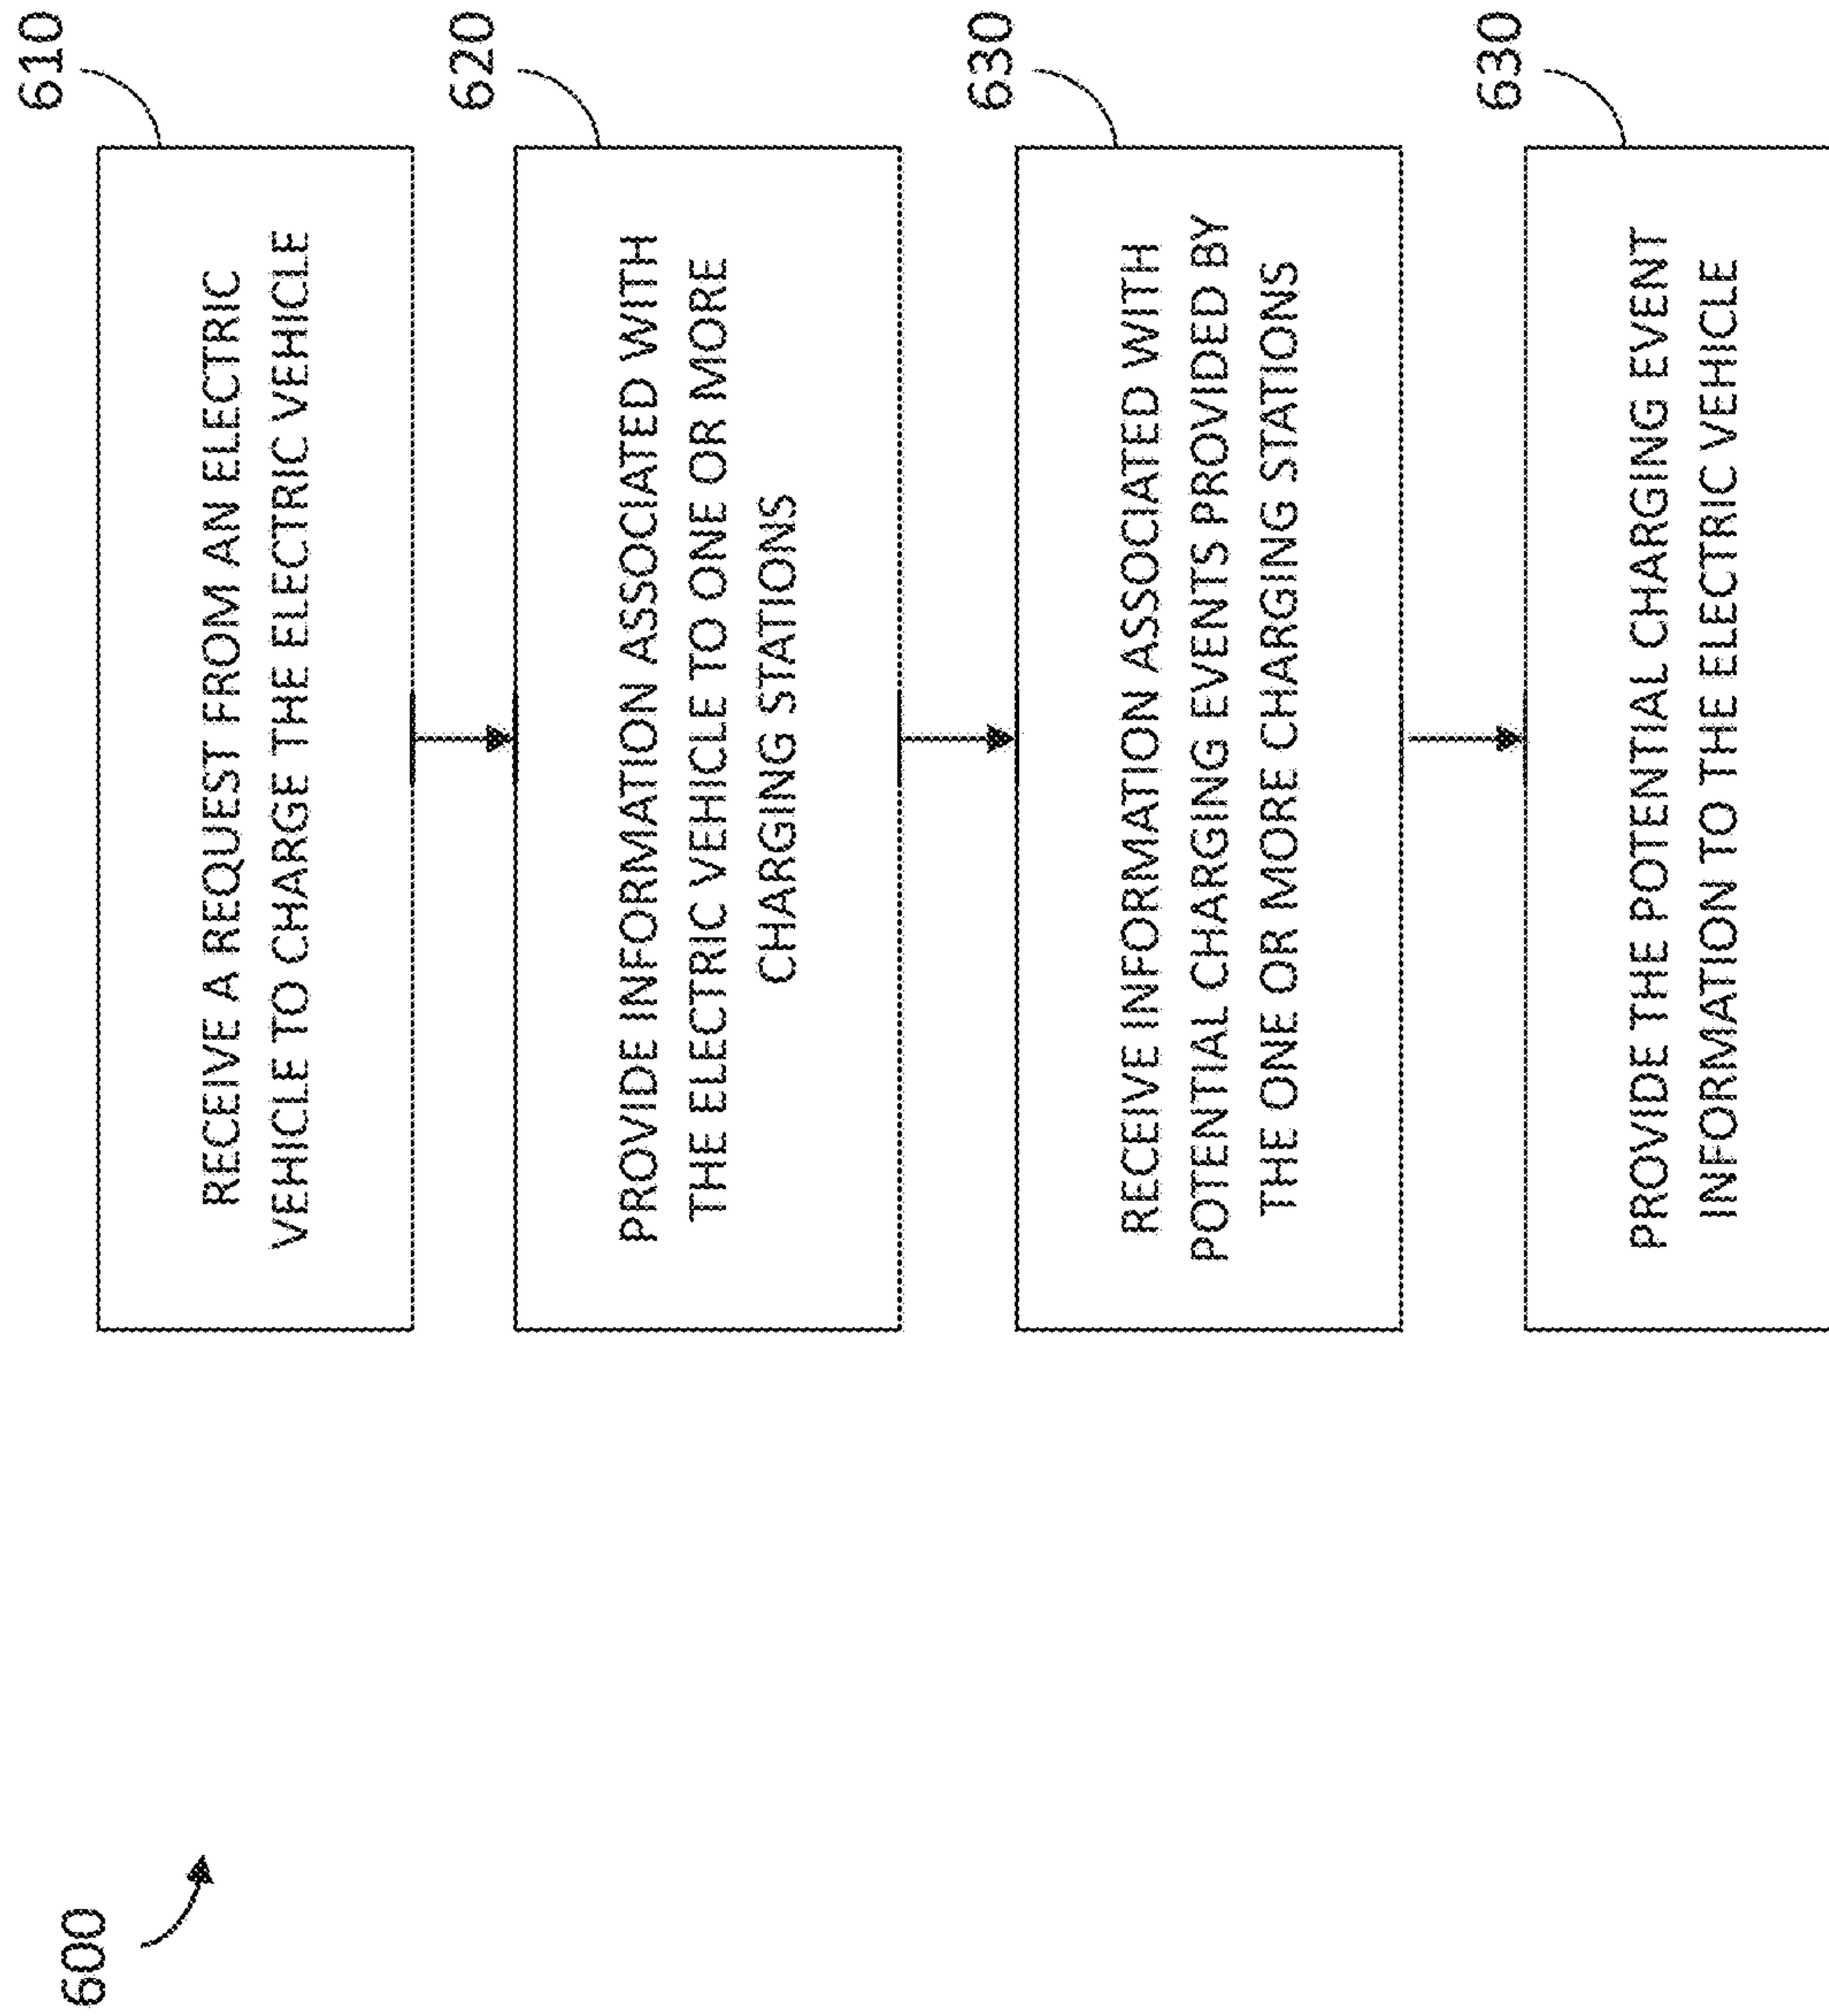 600
610
RECEIVE A REQUEST FROM AN ELECTRIC
VEHICLE TO CHARGE THE ELECTRIC VEHICLE
620
PROVIDE INFORMATION ASSOCIATED WITH
THE ELECTRIC VEHICLE TO ONE OR MORE
CHARGING STATIONS
630
RECEIVE INFORMATION ASSOCIATED WITH
POTENTIAL CHARGING EVENTS PROVIDED BY
THE ONE OR MORE CHARGING STATIONS
630
PROVIDE THE POTENTIAL CHARGING EVENT
INFORMATION TO THE ELECTRIC VEHICLE